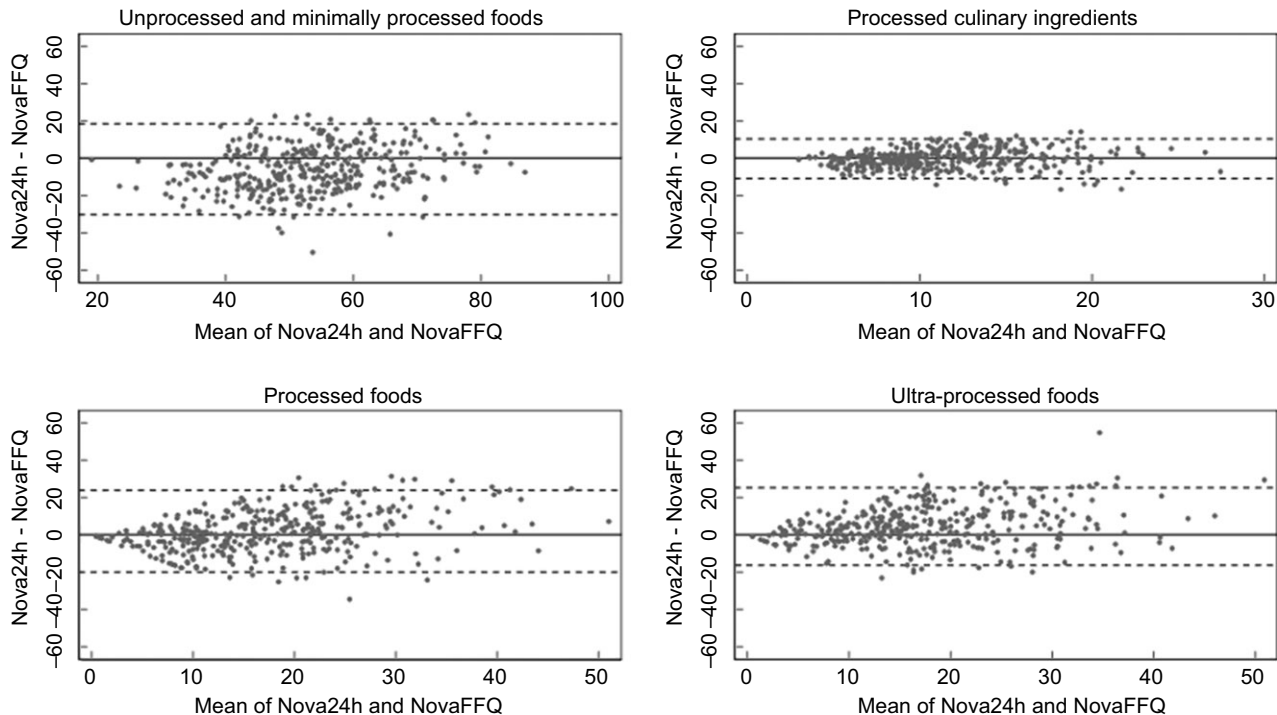 Unprocessed and minimally processed foods
Nova24h - NovaFFQ
60
40
20
0
−20
−40
−60
20 40 60 80 100
Mean of Nova24h and NovaFFQ
Processed culinary ingredients
Nova24h - NovaFFQ
60
40
20
0
−20
−40
−60
0 10 20 30
Mean of Nova24h and NovaFFQ
Processed foods
Nova24h - NovaFFQ
60
40
20
0
−20
−40
−60
0 10 20 30 40 50
Mean of Nova24h and NovaFFQ
Ultra-processed foods
Nova24h - NovaFFQ
60
40
20
0
−20
−40
−60
0 10 20 30 40 50
Mean of Nova24h and NovaFFQ